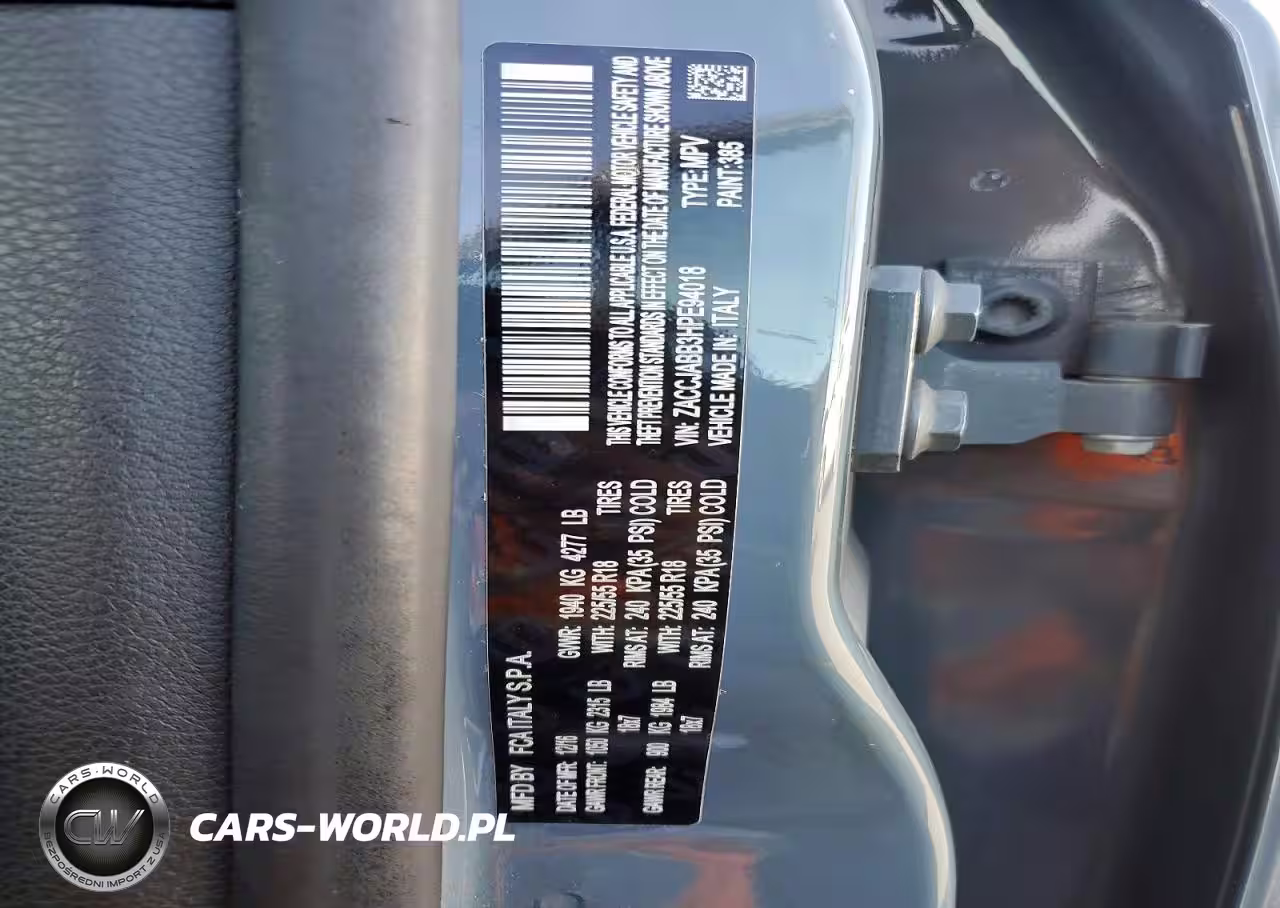 MFD BY FCA ITALY S.P.A.
DATE OF MFR: 12/16 GVWR: 1940 KG 4277 LB
GAWR FRONT: 1050 KG 2315 LB WITH: 225/55 R18 TIRES
18x7 RIMS AT: 240 KPA(35 PSI) COLD
GAWR REAR: 900 KG 1984 LB WITH: 225/55 R18 TIRES
18x7 RIMS AT: 240 KPA(35 PSI) COLD
THIS VEHICLE CONFORMS TO ALL APPLICABLE U.S.A. FEDERAL MOTOR VEHICLE SAFETY AND
THEFT PREVENTION STANDARDS IN EFFECT ON THE DATE OF MANUFACTURE SHOWN ABOVE
VIN: ZACCJABB3HPE94018 TYPE: MPV
VEHICLE MADE IN: ITALY PAINT: 385
CARS-WORLD
CW
BEZPOŚREDNI IMPORT Z USA
CARS-WORLD.PL